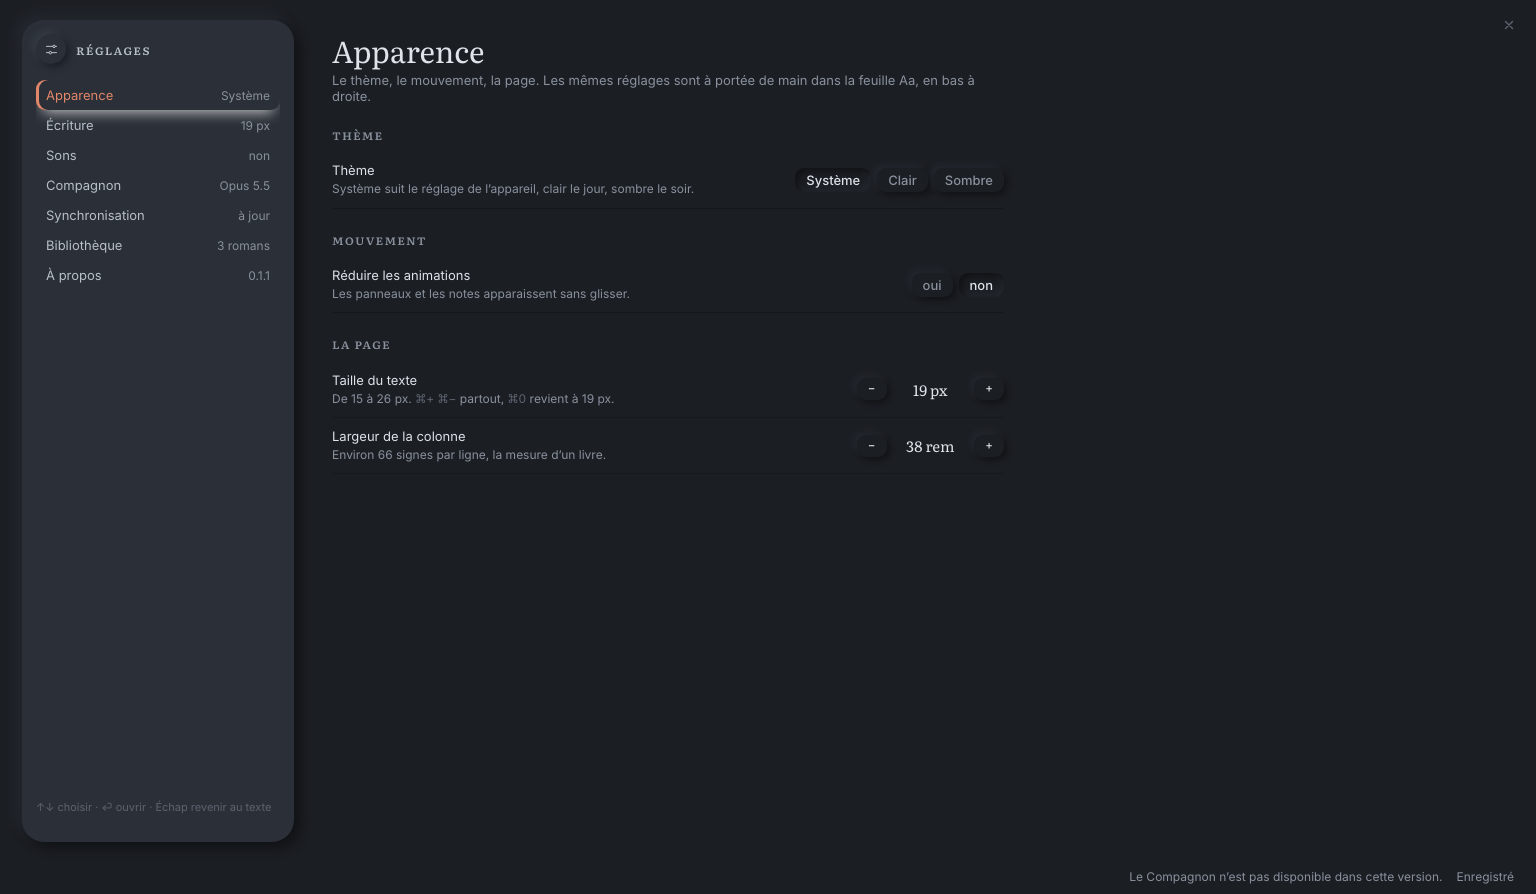 RÉGLAGES
Apparence Système
Écriture 19 px
Sons non
Compagnon Opus 5.5
Synchronisation à jour
Bibliothèque 3 romans
À propos 0.1.1
↑↓ choisir · ⏎ ouvrir · Échap revenir au texte
×
Apparence
Le thème, le mouvement, la page. Les mêmes réglages sont à portée de main dans la feuille Aa, en bas à
droite.
THÈME
Thème
Système suit le réglage de l’appareil, clair le jour, sombre le soir.
Système Clair Sombre
MOUVEMENT
Réduire les animations
Les panneaux et les notes apparaissent sans glisser.
oui non
LA PAGE
Taille du texte
De 15 à 26 px. ⌘+ ⌘− partout, ⌘0 revient à 19 px.
− 19 px +
Largeur de la colonne
Environ 66 signes par ligne, la mesure d’un livre.
− 38 rem +
Le Compagnon n’est pas disponible dans cette version. Enregistré